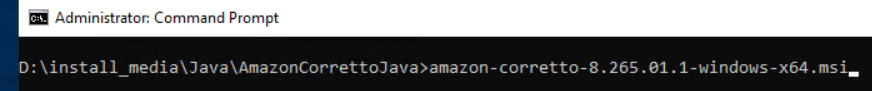 Administrator: Command Prompt
D:\install_media\Java\AmazonCorrettoJava>amazon-corretto-8.265.01.1-windows-x64.msi